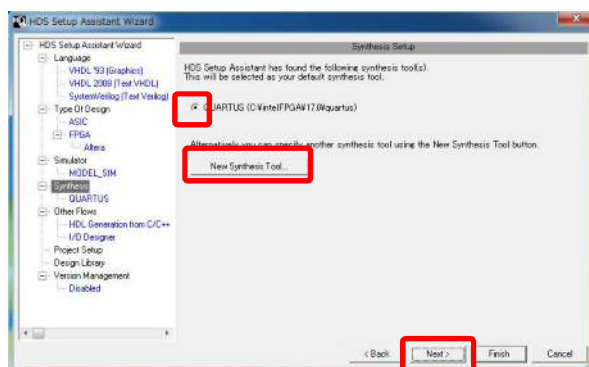 HDS Setup Assistant Wizard
HDS Setup Assistant Wizard
Language
VHDL '93 (Graphics)
VHDL 2008 (Text VHDL)
SystemVerilog (Text Verilog)
Type Of Design
ASIC
FPGA
Altera
Simulator
MODEL_SIM
Synthesis
QUARTUS
Other Flows
HDL Generation from C/C++
I/O Designer
Project Setup
Design Library
Version Management
Disabled
Synthesis Setup
HDS Setup Assistant has found the following synthesis tool(s).
This will be selected as your default synthesis tool.
QUARTUS (C:¥intelFPGA¥17.0¥quartus)
Alternatively you can specify another synthesis tool using the New Synthesis Tool button.
New Synthesis Tool...
< Back
Next >
Finish
Cancel